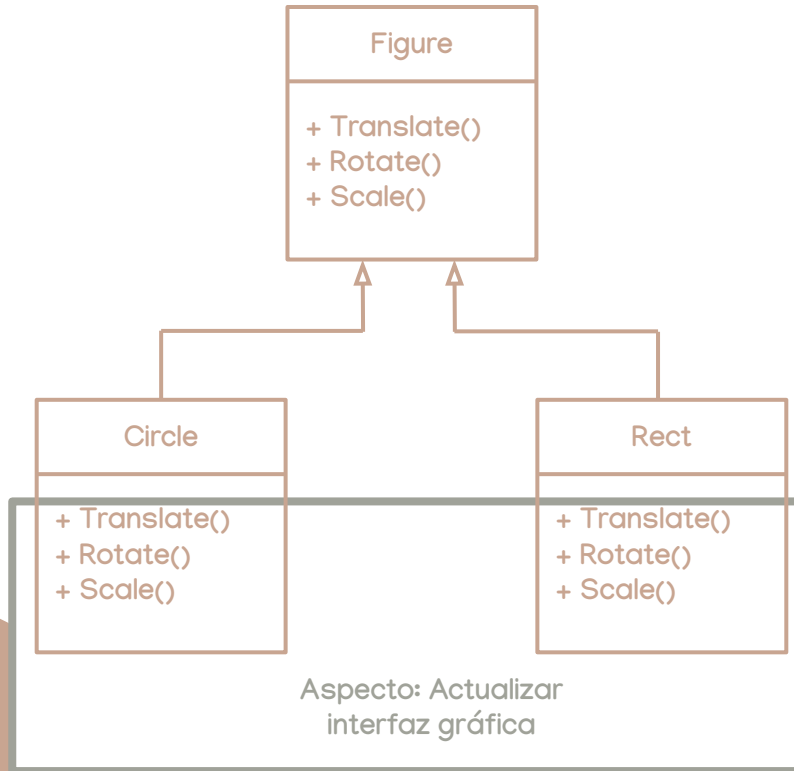 Figure
+ Translate()
+ Rotate()
+ Scale()
Circle
+ Translate()
+ Rotate()
+ Scale()
Rect
+ Translate()
+ Rotate()
+ Scale()
Aspecto: Actualizar
interfaz gráfica